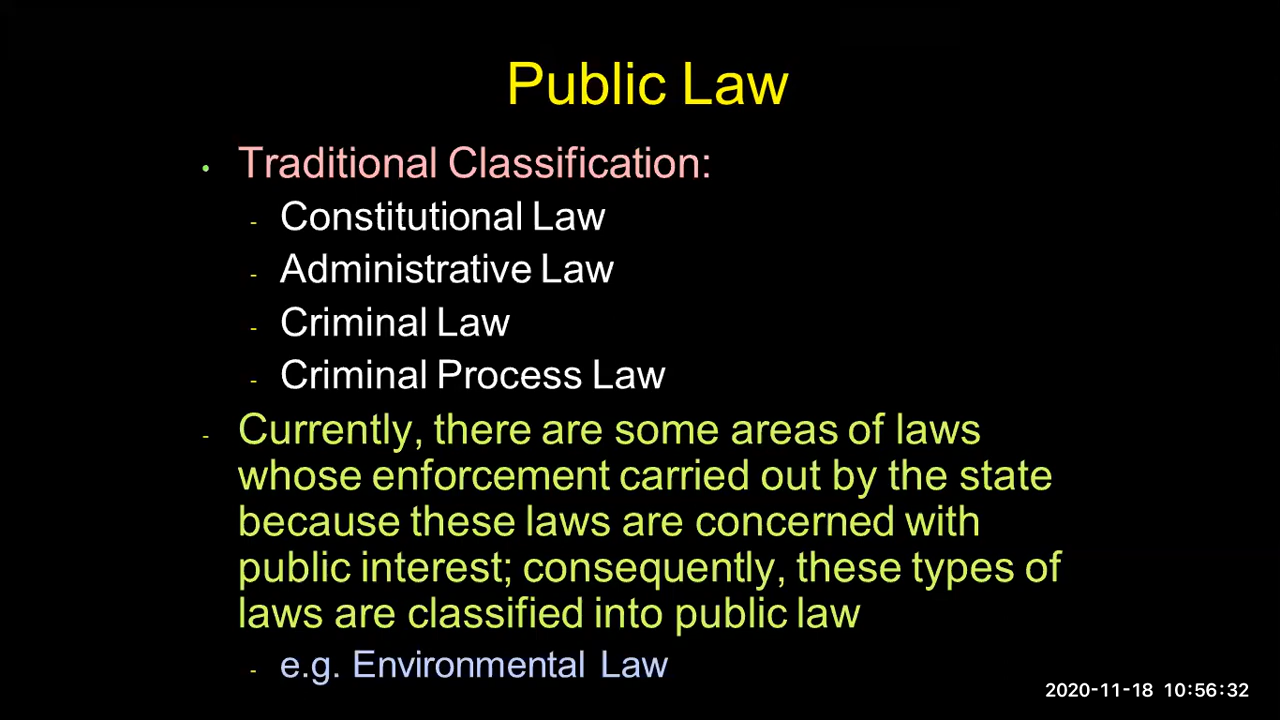 Public Law
• Traditional Classification:
- Constitutional Law
- Administrative Law
- Criminal Law
- Criminal Process Law
- Currently, there are some areas of laws
whose enforcement carried out by the state
because these laws are concerned with
public interest; consequently, these types of
laws are classified into public law
- e.g. Environmental Law
2020-11-18 10:56:32